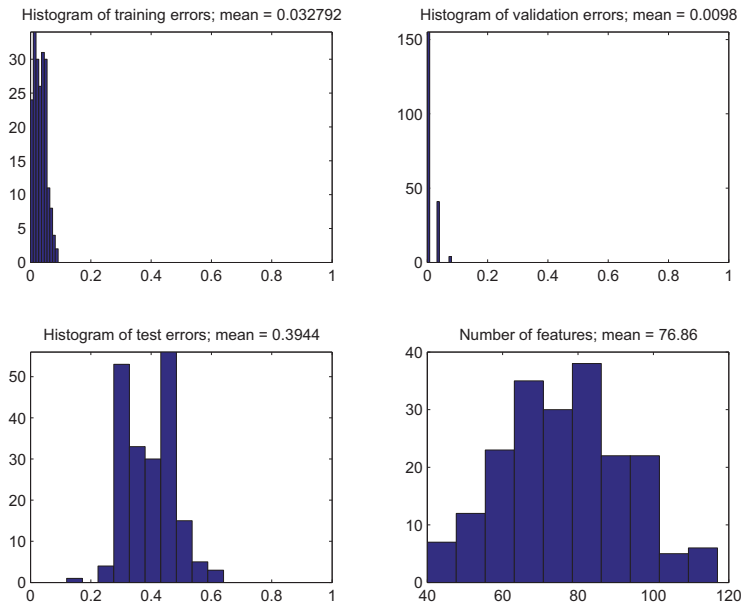 Histogram of training errors; mean = 0.032792
30
25
20
15
10
5
0
0 0.2 0.4 0.6 0.8 1
Histogram of validation errors; mean = 0.0098
150
100
50
0
0 0.2 0.4 0.6 0.8 1
Histogram of test errors; mean = 0.3944
50
40
30
20
10
0
0 0.2 0.4 0.6 0.8 1
Number of features; mean = 76.86
40
30
20
10
0
40 60 80 100 120